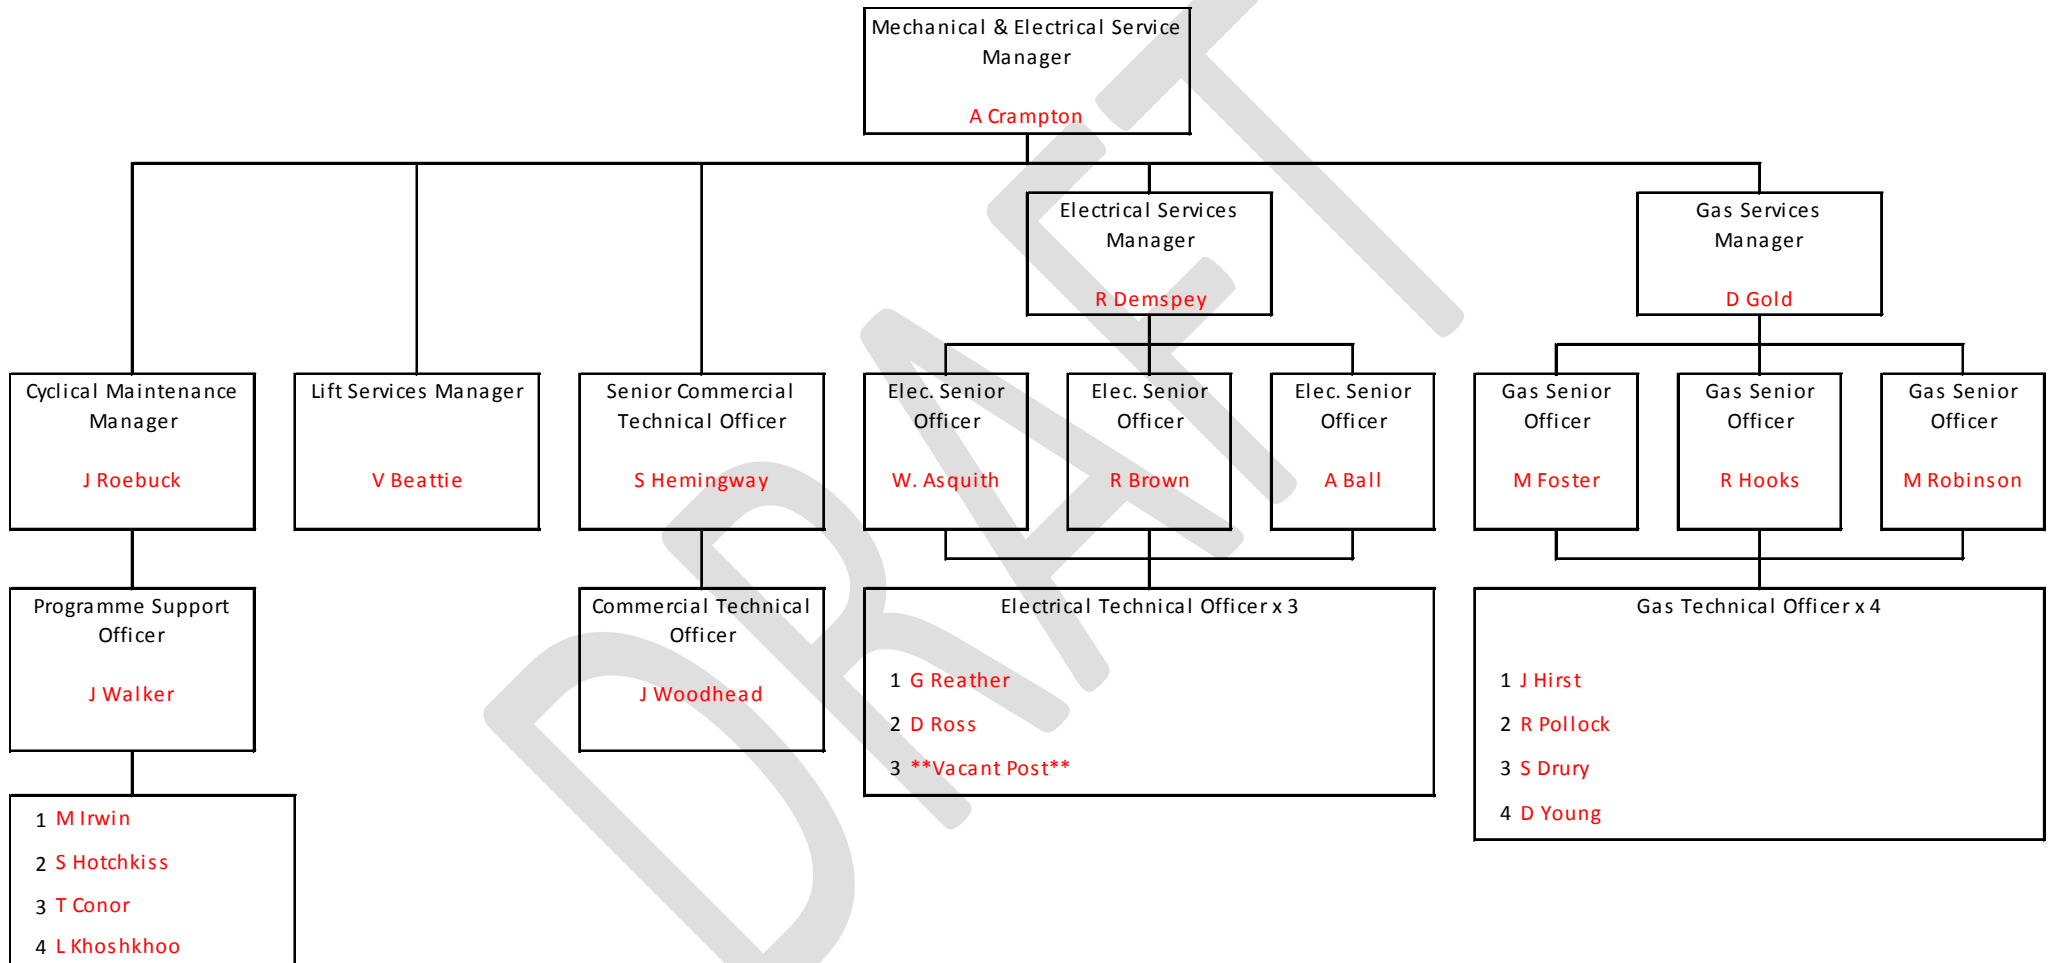 Mechanical & Electrical Service
Manager
A Crampton
Electrical Services
Manager
R Demspey
Gas Services
Manager
D Gold
Cyclical Maintenance
Manager
J Roebuck
Lift Services Manager
V Beattie
Senior Commercial
Technical Officer
S Hemingway
Elec. Senior
Officer
W. Asquith
Elec. Senior
Officer
R Brown
Elec. Senior
Officer
A Ball
Gas Senior
Officer
M Foster
Gas Senior
Officer
R Hooks
Gas Senior
Officer
M Robinson
Programme Support
Officer
J Walker
Commercial Technical
Officer
J Woodhead
Electrical Technical Officer x 3
1 G Reather
2 D Ross
3 **Vacant Post**
Gas Technical Officer x 4
1 J Hirst
2 R Pollock
3 S Drury
4 D Young
1 M Irwin
2 S Hotchkiss
3 T Conor
4 L Khoshkhoo
DRAFT